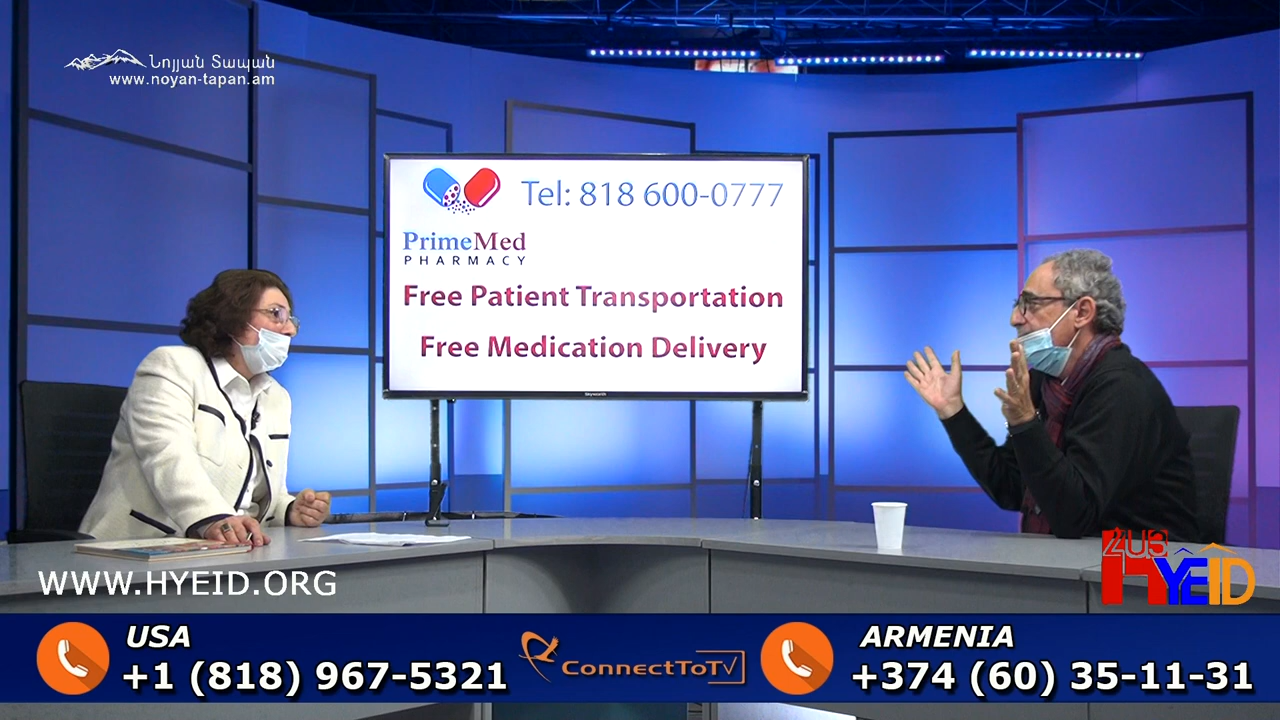 Նոյյան Տապան
www.noyan-tapan.am
Tel: 818 600-0777
PrimeMed
PHARMACY
Free Patient Transportation
Free Medication Delivery
Skyworth
ՀԱՅ
HYEID
WWW.HYEID.ORG
USA
+1 (818) 967-5321
ConnectToTV
ARMENIA
+374 (60) 35-11-31